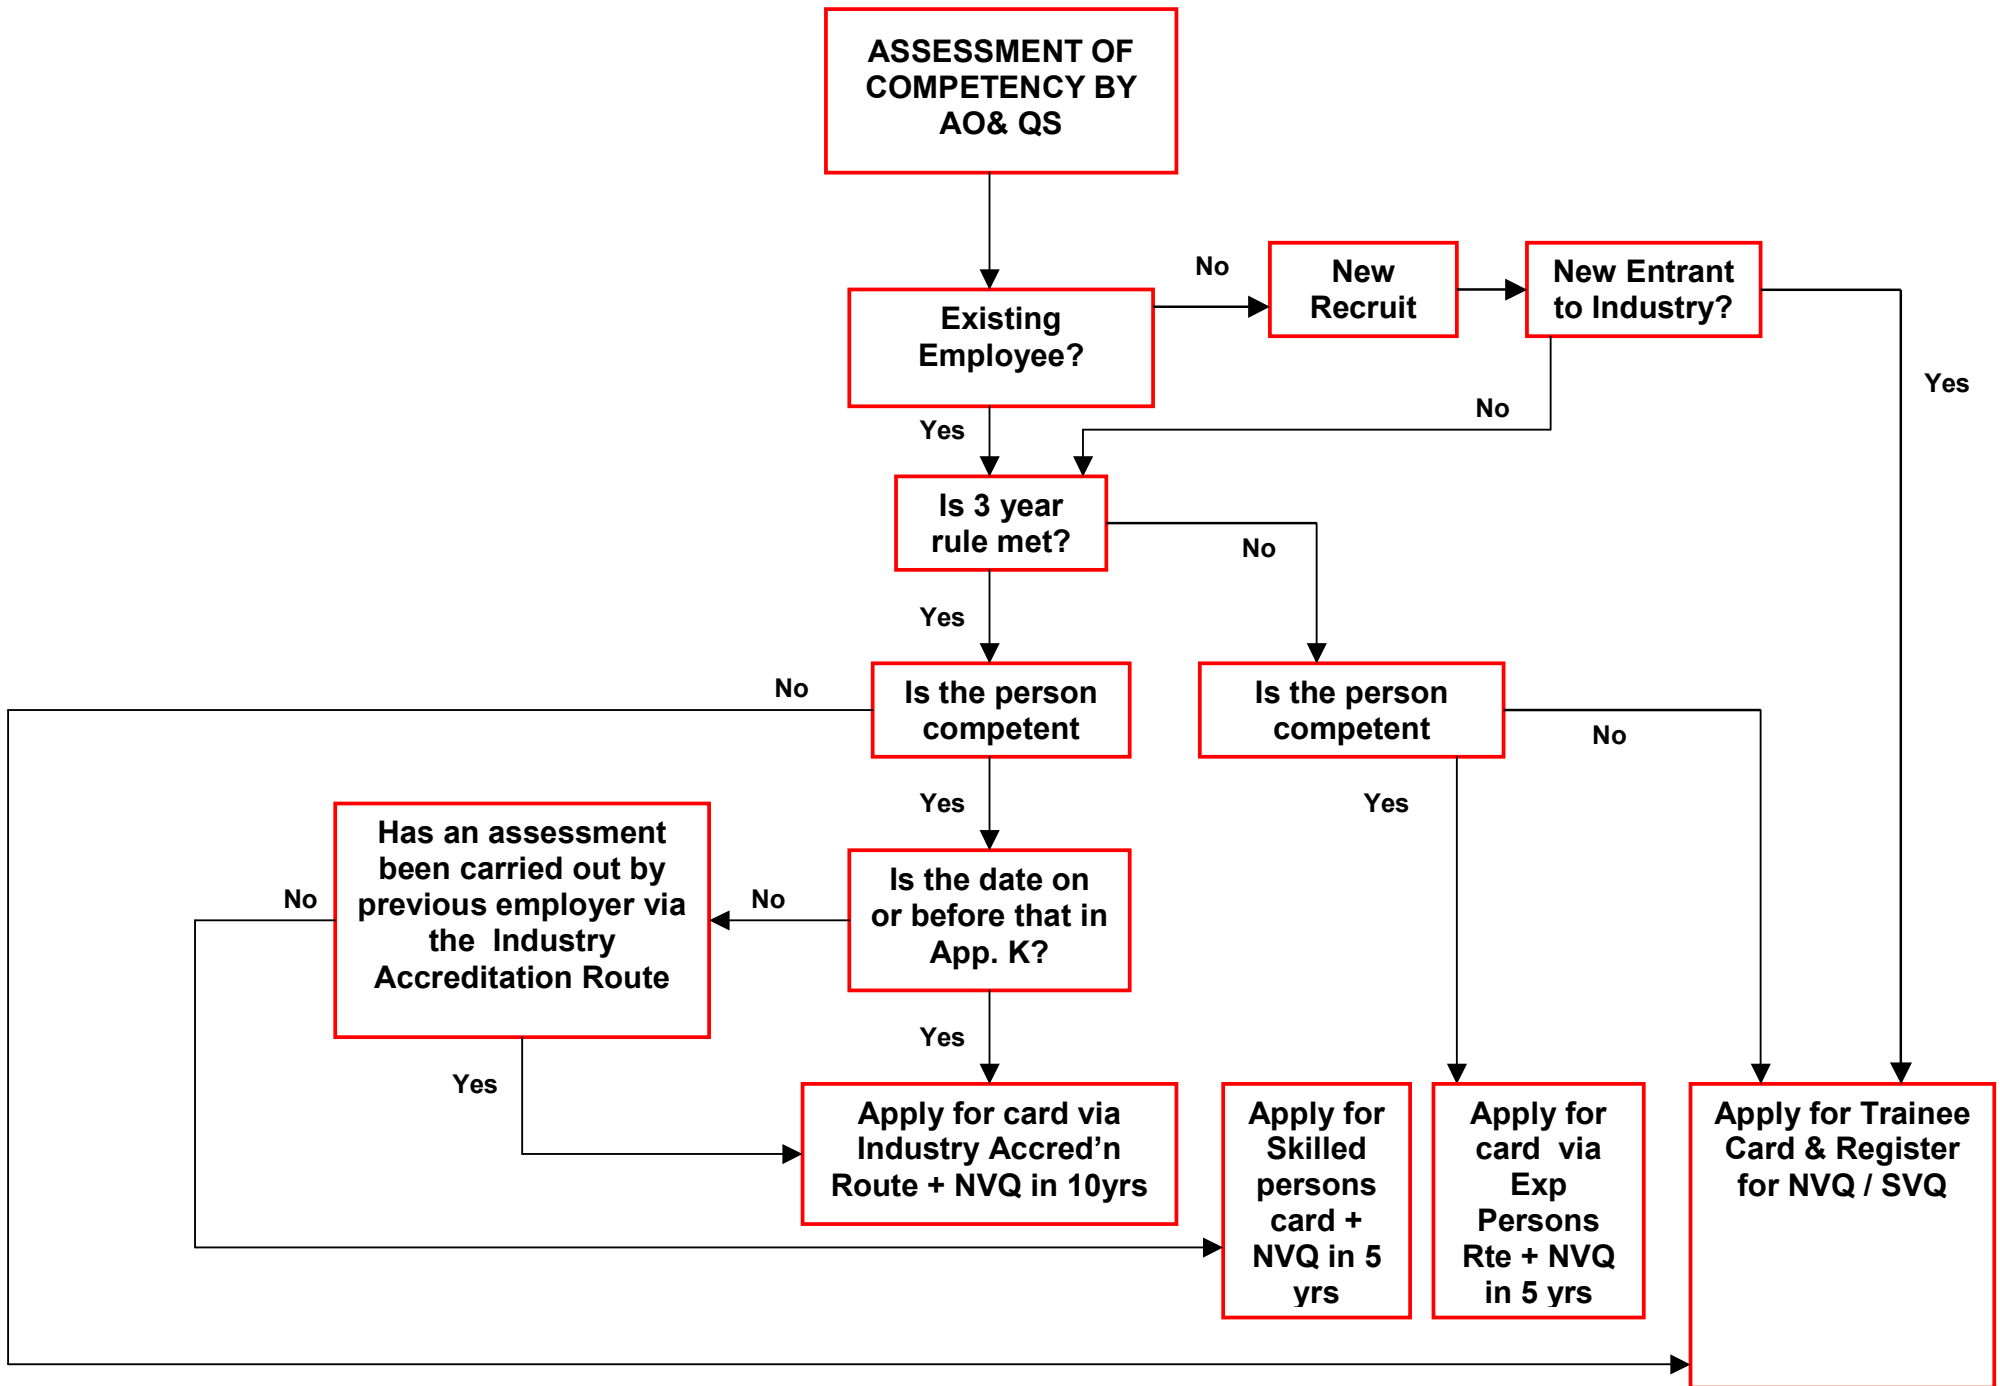 ASSESSMENT OF
COMPETENCY BY
AO& QS
No
New
Recruit
New Entrant
to Industry?
Existing
Employee?
Yes
No
Yes
Is 3 year
rule met?
No
Yes
No
Is the person
competent
Is the person
competent
No
Yes
Yes
Has an assessment
been carried out by
previous employer via
the Industry
Accreditation Route
No
No
Is the date on
or before that in
App. K?
Yes
Yes
Apply for card via
Industry Accred’n
Route + NVQ in 10yrs
Apply for
Skilled
persons
card +
NVQ in 5
yrs
Apply for
card via
Exp
Persons
Rte + NVQ
in 5 yrs
Apply for Trainee
Card & Register
for NVQ / SVQ